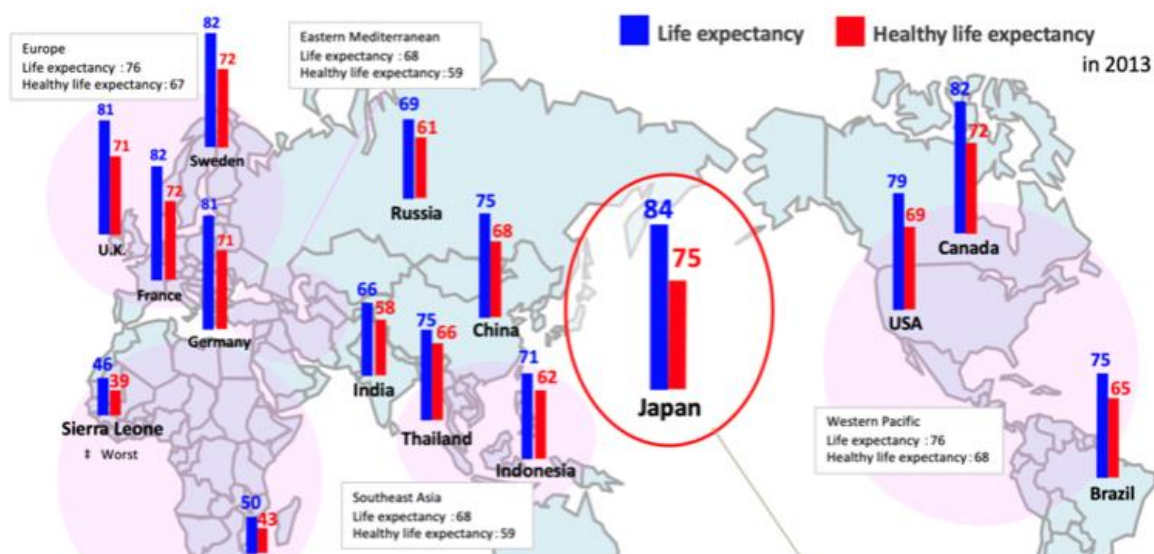 Life expectancy
Healthy life expectancy
in 2013
Europe
Life expectancy : 76
Healthy life expectancy : 67
Eastern Mediterranean
Life expectancy : 68
Healthy life expectancy : 59
82
72
Sweden
81
71
U.K.
82
72
France
81
71
Germany
69
61
Russia
75
68
China
84
75
Japan
82
72
Canada
79
69
USA
66
58
India
75
66
Thailand
71
62
Indonesia
46
39
Sierra Leone
‡ Worst
75
65
Brazil
Western Pacific
Life expectancy : 76
Healthy life expectancy : 68
Southeast Asia
Life expectancy : 68
Healthy life expectancy : 59
50
43